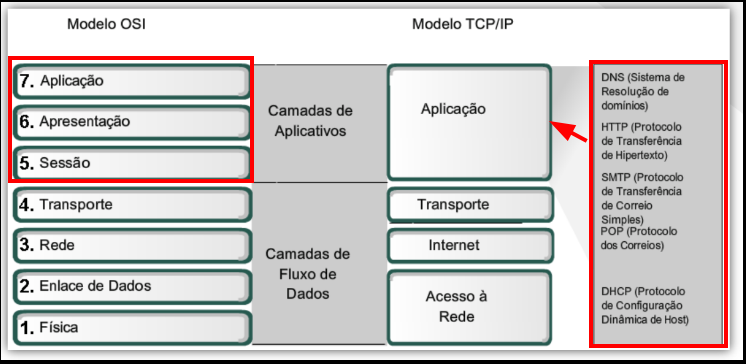 Modelo OSI
Modelo TCP/IP
7. Aplicação
6. Apresentação
5. Sessão
4. Transporte
3. Rede
2. Enlace de Dados
1. Física
Camadas de
Aplicativos
Camadas de
Fluxo de
Dados
Aplicação
Transporte
Internet
Acesso à
Rede
DNS (Sistema de
Resolução de
domínios)
HTTP (Protocolo
de Transferência
de Hipertexto)
SMTP (Protocolo
de Transferência
de Correio
Simples)
POP (Protocolo
dos Correios)
DHCP (Protocolo
de Configuração
Dinâmica de Host)